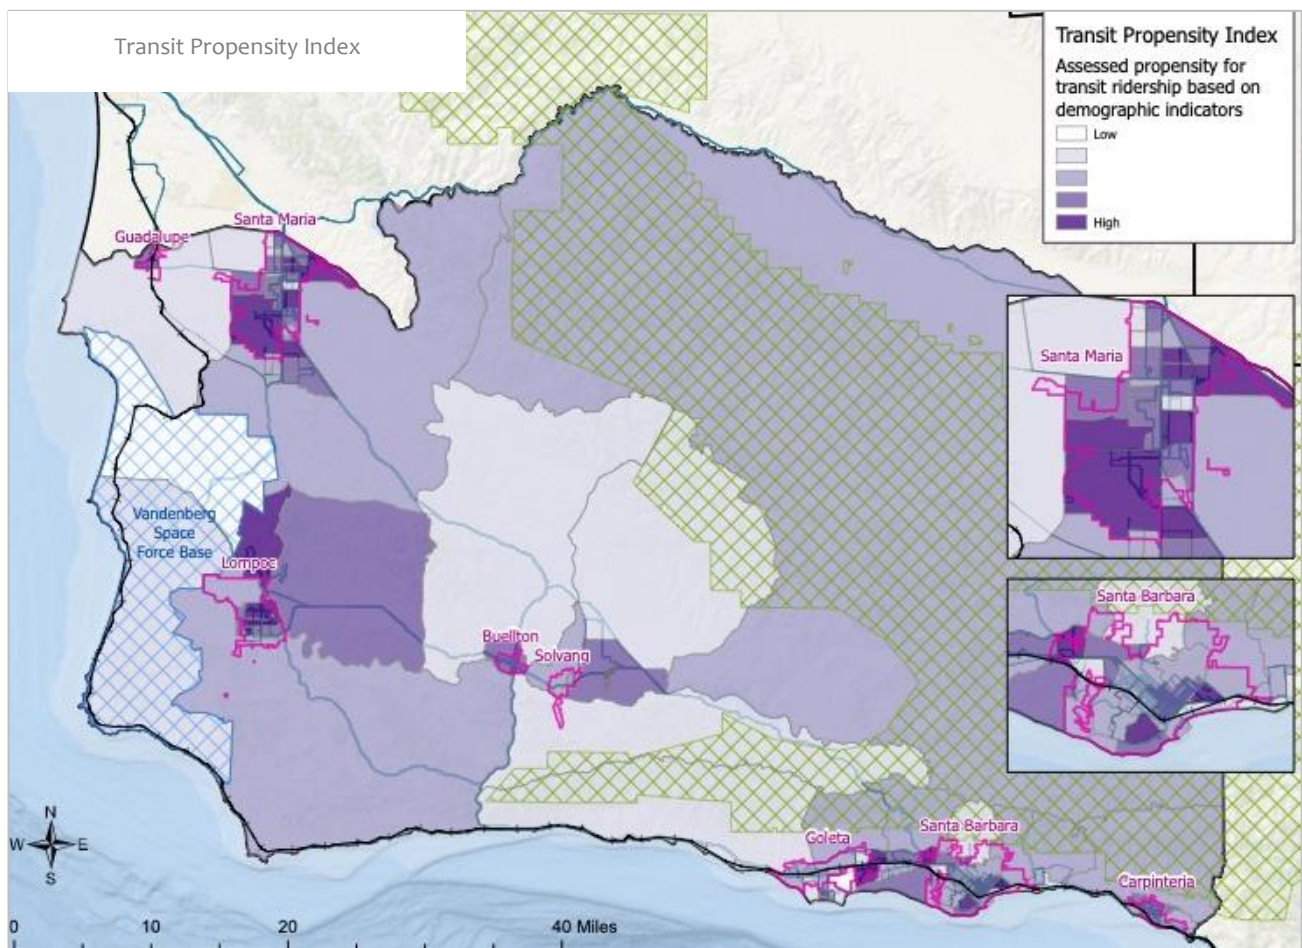 Transit Propensity Index
Transit Propensity Index
Assessed propensity for
transit ridership based on
demographic indicators
Low
High
Santa Maria
Guadalupe
Santa Maria
Vandenberg
Space
Force Base
Lompoc
Buellton
Solvang
Santa Barbara
Goleta
Santa Barbara
Carpinteria
N
W
E
S
0
10
20
40 Miles